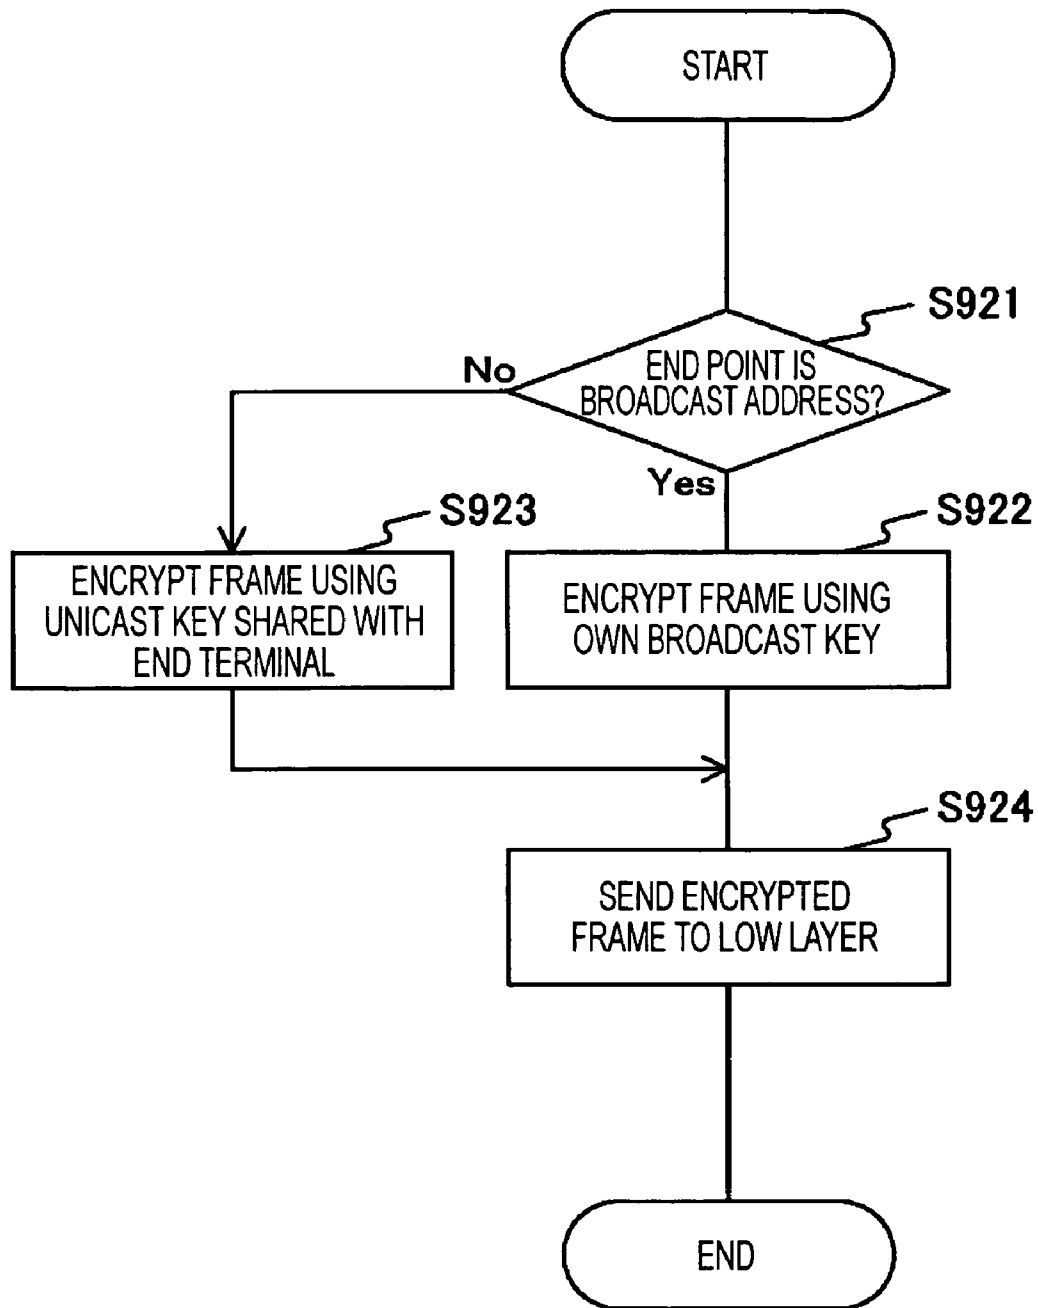 START
S921
END POINT IS
BROADCAST ADDRESS?
No
Yes
S923
S922
ENCRYPT FRAME USING
UNICAST KEY SHARED WITH
END TERMINAL
ENCRYPT FRAME USING
OWN BROADCAST KEY
S924
SEND ENCRYPTED
FRAME TO LOW LAYER
END